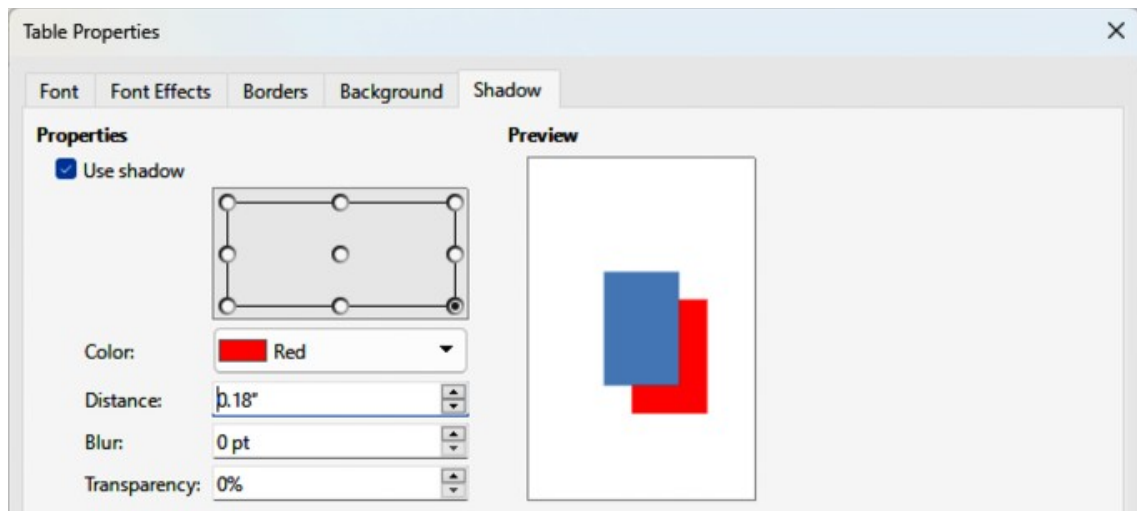 Table Properties
Font Font Effects Borders Background Shadow
Properties
Preview
Use shadow
Color: Red
Distance: 0.18"
Blur: 0 pt
Transparency: 0%